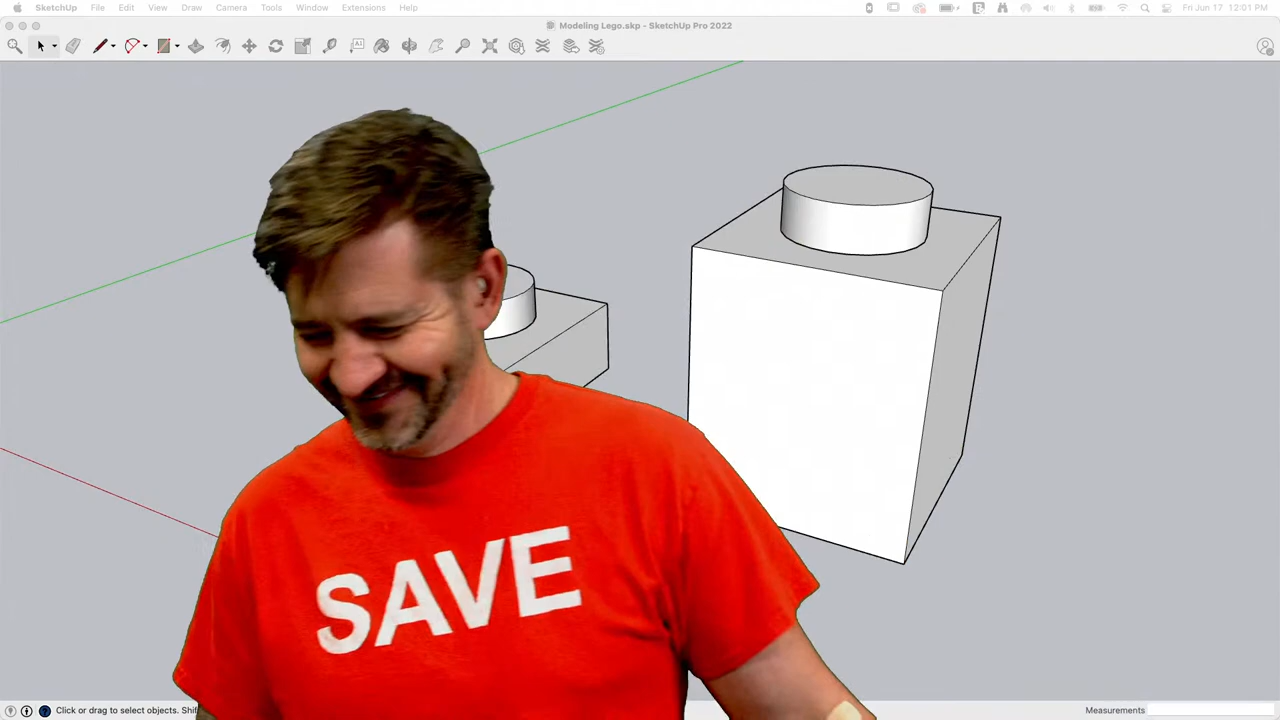 SketchUp File Edit View Draw Camera Tools Window Extensions Help Fri Jun 17 12:01 PM
Modeling Lego.skp - SketchUp Pro 2022
SAVE
Click or drag to select objects. Shif
Measurements